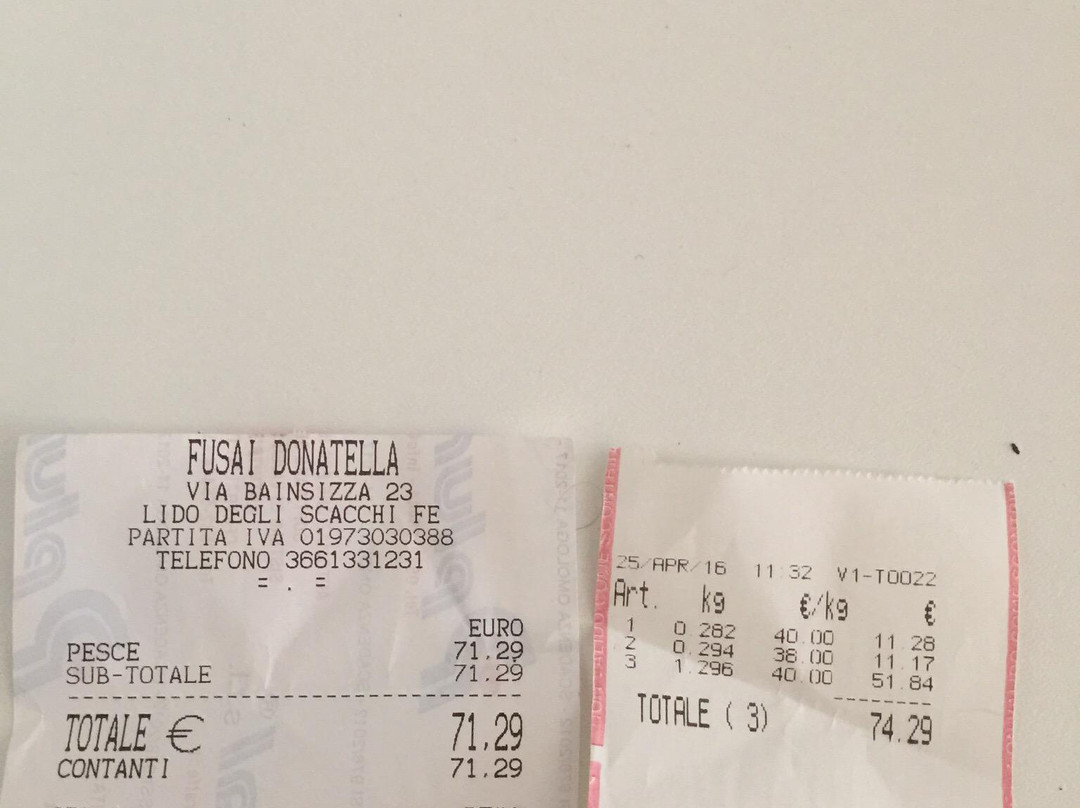 FUSAI DONATELLA
VIA BAINSIZZA 23
LIDO DEGLI SCACCHI FE
PARTITA IVA 01973030388
TELEFONO 3661331231
= . =
EURO
PESCE 71.29
SUB-TOTALE 71.29
TOTALE € 71,29
CONTANTI 71.29
25/APR/16 11:32 V1-T0022
Art. kg €/kg €
1 0.282 40.00 11.28
2 0.294 38.00 11.17
3 1.296 40.00 51.84
TOTALE ( 3) 74.29